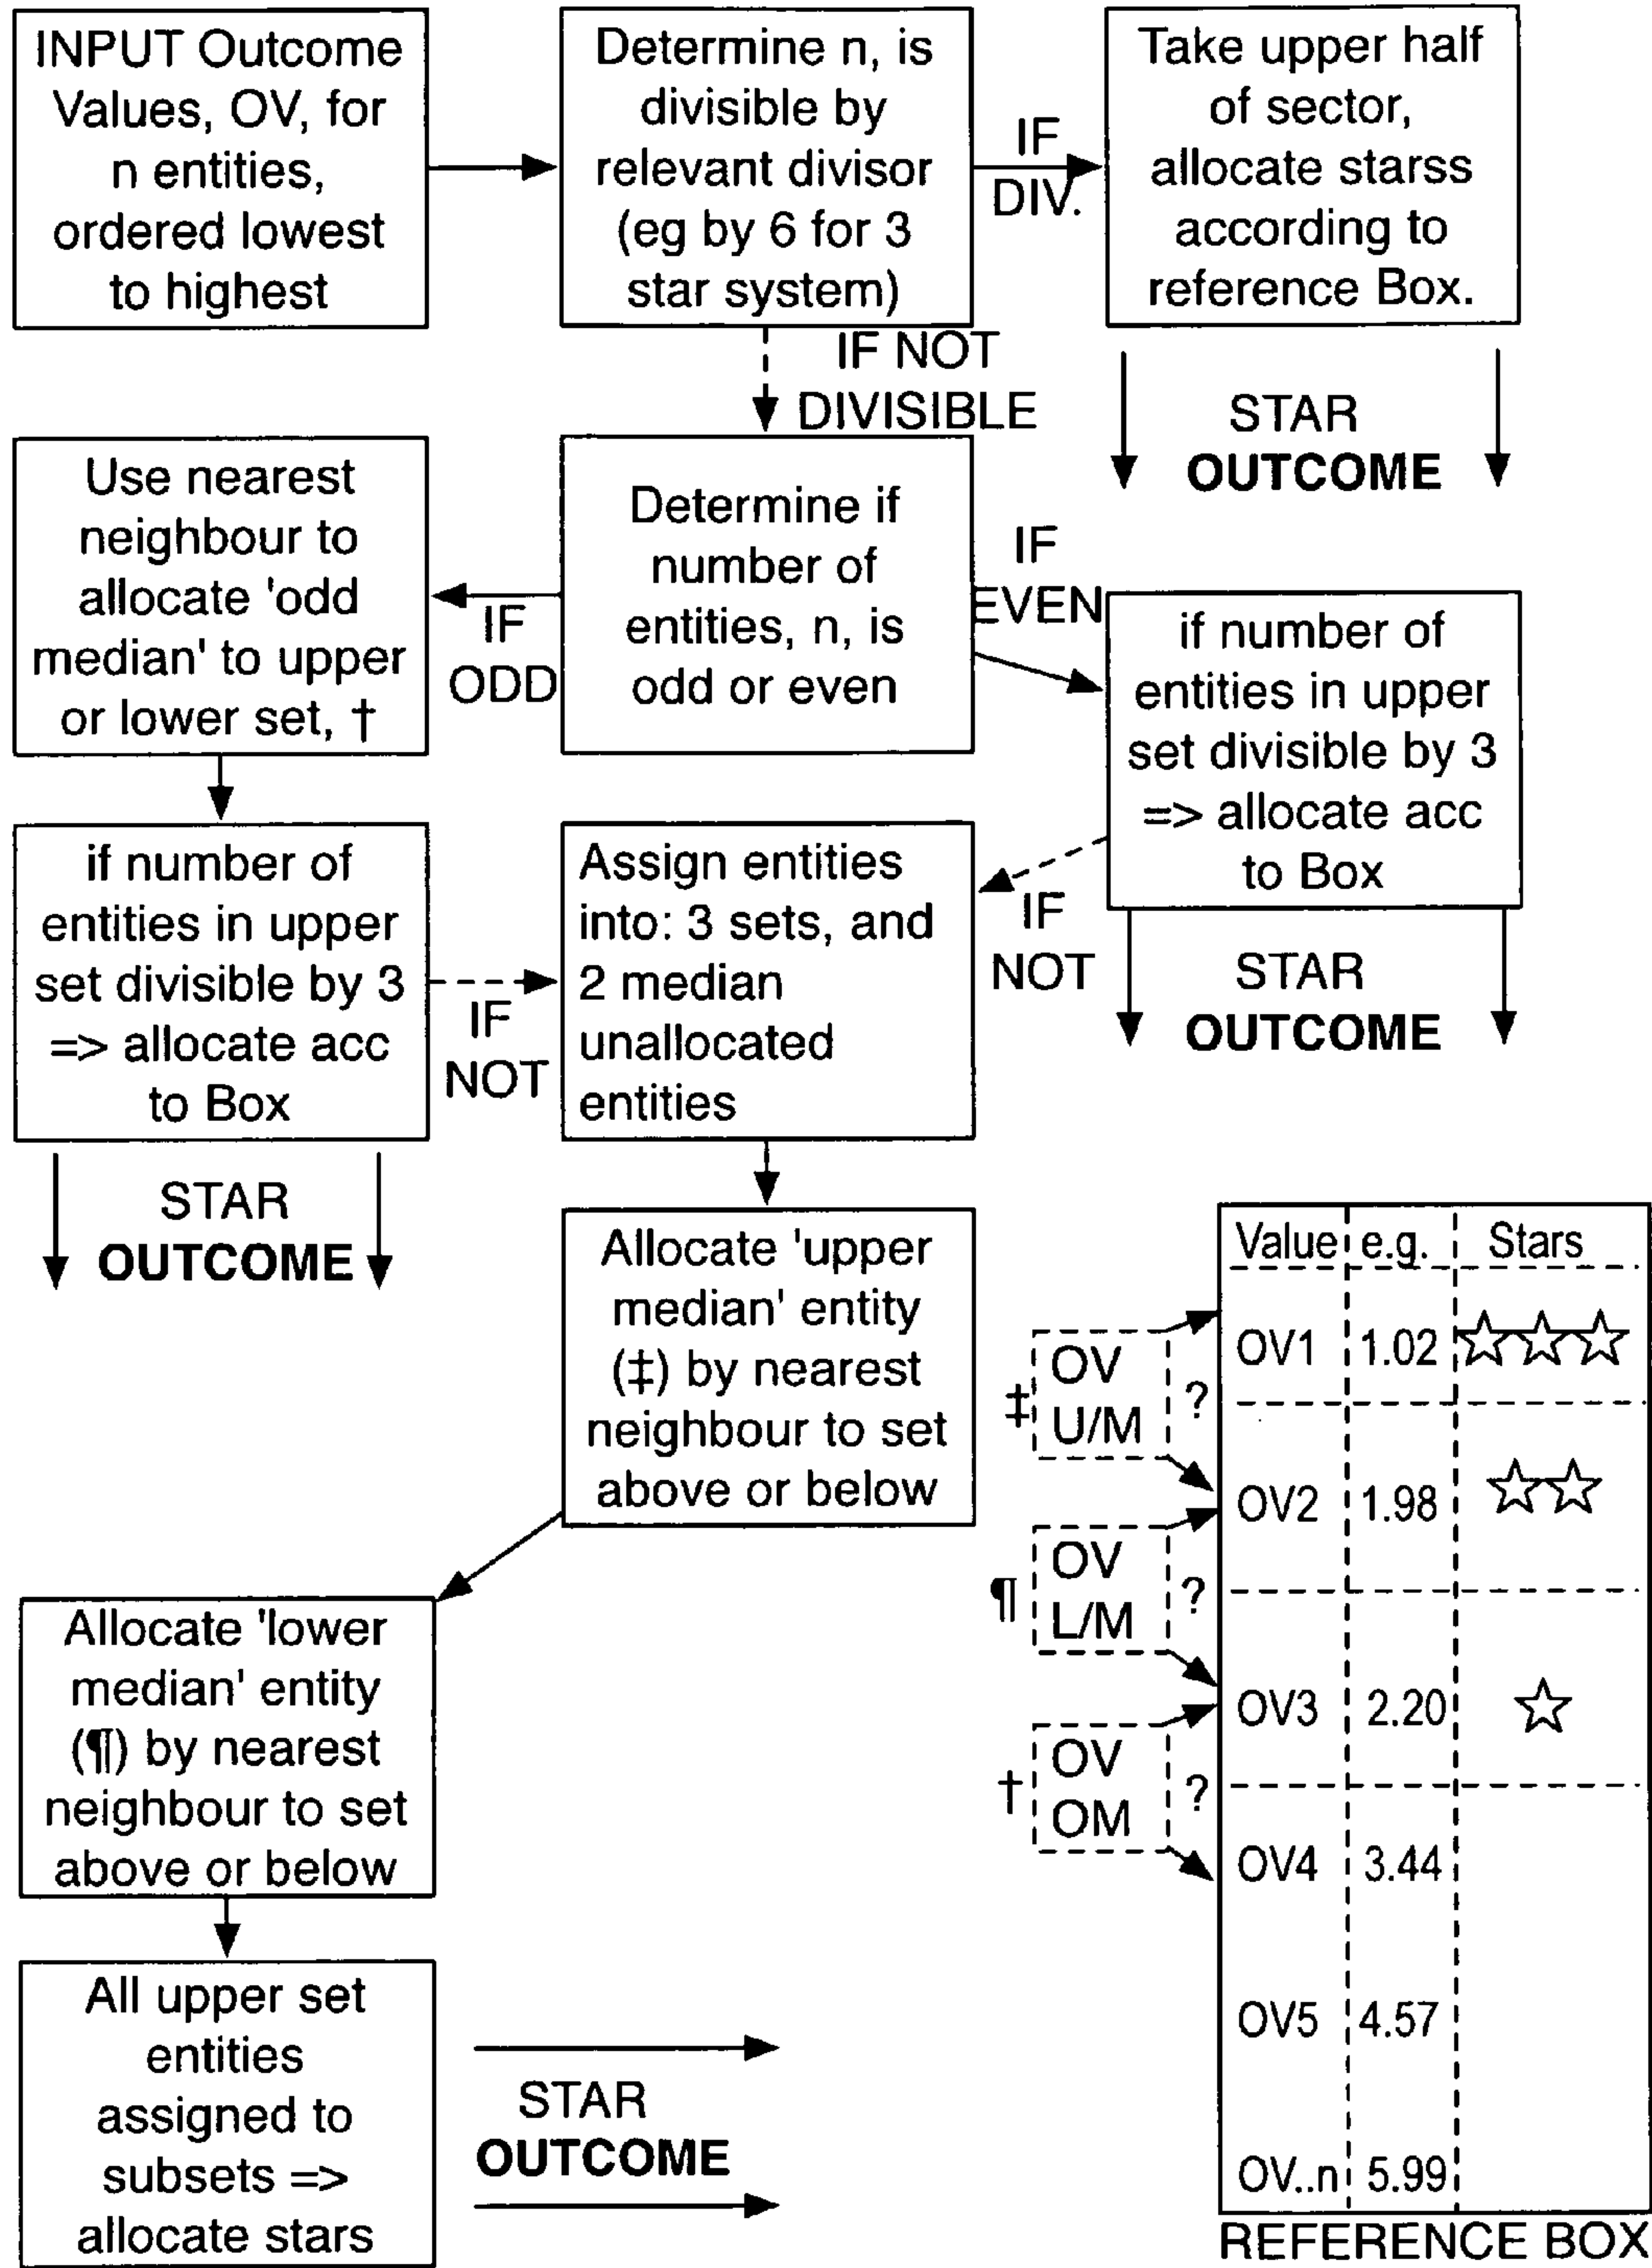 INPUT Outcome
Values, OV, for
n entities,
ordered lowest
to highest
Determine n, is
divisible by
relevant divisor
(eg by 6 for 3
star system)
IF
DIV.
Take upper half
of sector,
allocate starss
according to
reference Box.
IF NOT
DIVISIBLE
STAR
OUTCOME
Use nearest
neighbour to
allocate 'odd
median' to upper
or lower set, †
IF
ODD
Determine if
number of
entities, n, is
odd or even
IF
EVEN
if number of
entities in upper
set divisible by 3
=> allocate acc
to Box
if number of
entities in upper
set divisible by 3
=> allocate acc
to Box
IF
NOT
Assign entities
into: 3 sets, and
2 median
unallocated
entities
IF
NOT
STAR
OUTCOME
STAR
OUTCOME
Allocate 'upper
median' entity
(‡) by nearest
neighbour to set
above or below
Allocate 'lower
median' entity
(¶) by nearest
neighbour to set
above or below
All upper set
entities
assigned to
subsets =>
allocate stars
STAR
OUTCOME
Value e.g. Stars
OV1 1.02 ☆☆☆
‡ OV U/M ?
OV2 1.98 ☆☆
¶ OV L/M ?
OV3 2.20 ☆
† OV OM ?
OV4 3.44
OV5 4.57
OV..n 5.99
REFERENCE BOX